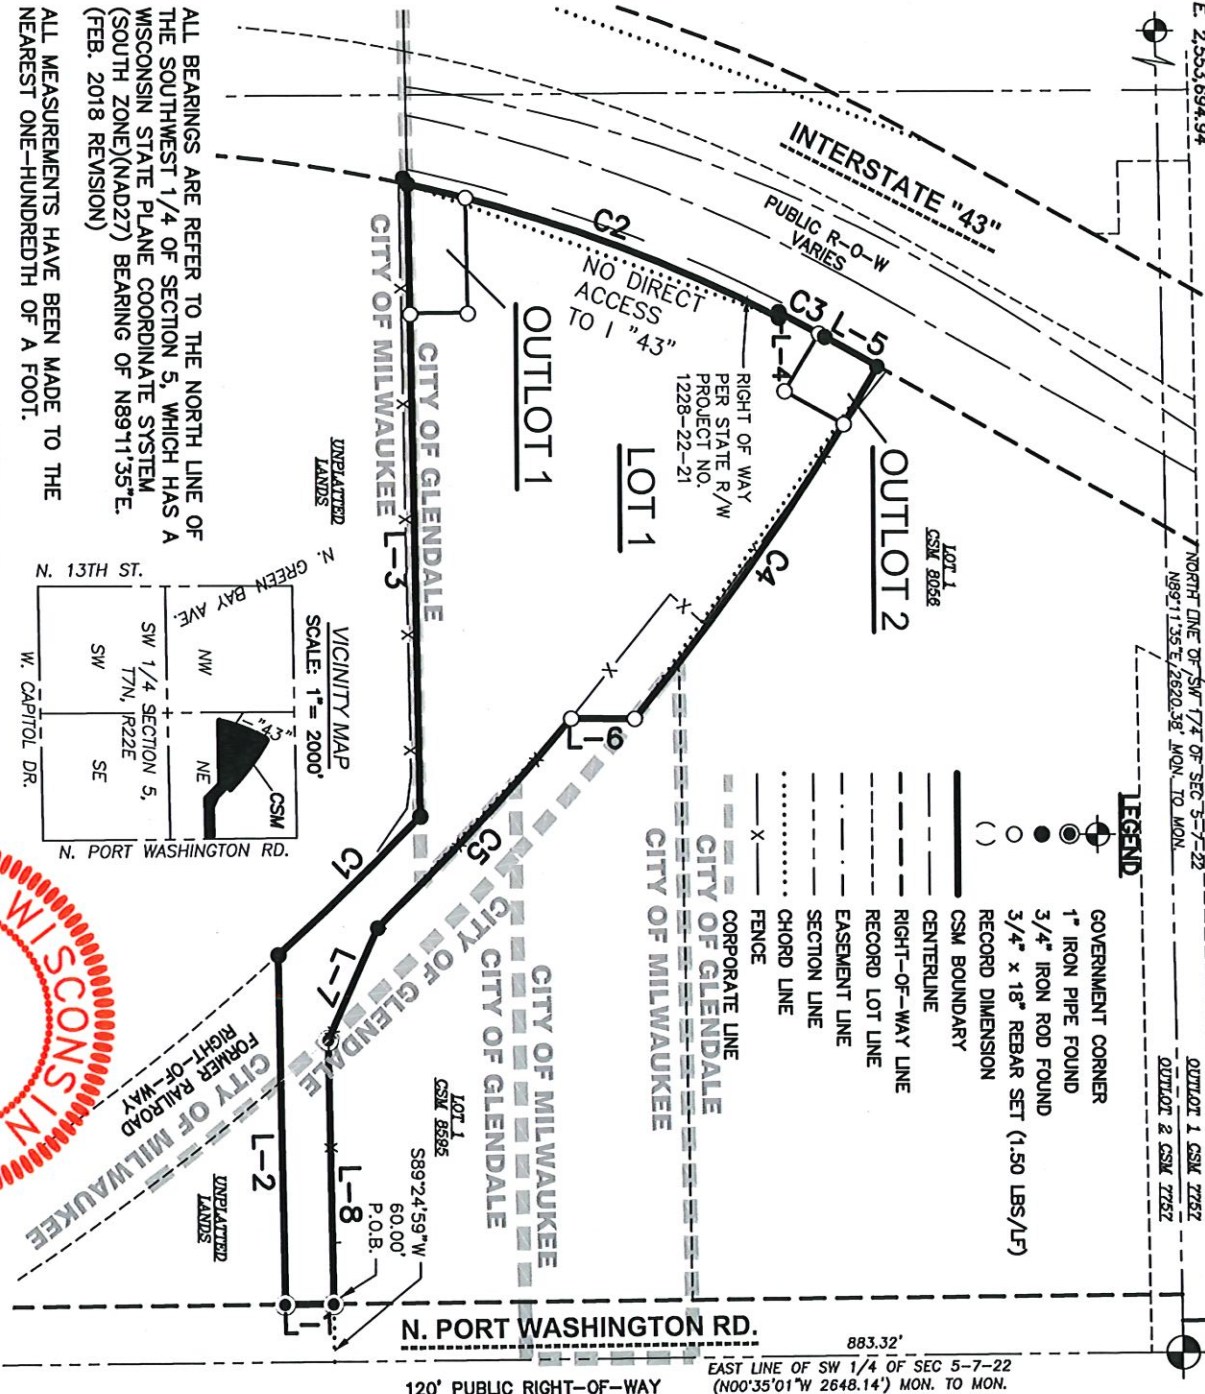 E. 2,553,694.94
INTERSTATE "43"
PUBLIC R-O-W
VARIES
NORTH LINE OF SW 1/4 OF SEC 5-7-22
N89°11'35"E 2620.38' MON. TO MON.
OUTLOT 1 CSM 7757
OUTLOT 2 CSM 7757
C2
NO DIRECT
ACCESS
TO I "43"
C3
L-5
L-4
RIGHT OF WAY
PER STATE R/W
PROJECT NO.
1228-22-21
OUTLOT 1
OUTLOT 2
LOT 1
LOT 1
CSM 8056
C4
L-6
L-3
CITY OF MILWAUKEE
CITY OF GLENDALE
UNPLATTED
LANDS
LEGEND
GOVERNMENT CORNER
1" IRON PIPE FOUND
3/4" IRON ROD FOUND
3/4" x 18" REBAR SET (1.50 LBS/LF)
( ) RECORD DIMENSION
CSM BOUNDARY
CENTERLINE
RIGHT-OF-WAY LINE
RECORD LOT LINE
EASEMENT LINE
SECTION LINE
CHORD LINE
FENCE
CORPORATE LINE
CITY OF GLENDALE
CITY OF MILWAUKEE
CITY OF MILWAUKEE
CITY OF GLENDALE
CITY OF GLENDALE
CITY OF MILWAUKEE
C5
C1
L-7
L-8
L-2
L-1
FORMER RAILROAD
RIGHT-OF-WAY
LOT 1
CSM 8595
UNPLATTED
LANDS
S89°24'59"W
60.00'
P.O.B.
N. PORT WASHINGTON RD.
120' PUBLIC RIGHT-OF-WAY
883.32'
EAST LINE OF SW 1/4 OF SEC 5-7-22
(N00°35'01"W 2648.14') MON. TO MON.
ALL BEARINGS ARE REFER TO THE NORTH LINE OF
THE SOUTHWEST 1/4 OF SECTION 5, WHICH HAS A
WISCONSIN STATE PLANE COORDINATE SYSTEM
(SOUTH ZONE)(NAD27) BEARING OF N89°11'35"E.
(FEB. 2018 REVISION)
ALL MEASUREMENTS HAVE BEEN MADE TO THE
NEAREST ONE-HUNDREDTH OF A FOOT.
VICINITY MAP
SCALE: 1"= 2000'
N. 13TH ST.
N. GREEN BAY AVE.
NW
NE
SW
SE
SW 1/4 SECTION 5,
T7N, R22E
I-"43"
CSM
W. CAPITOL DR.
N. PORT WASHINGTON RD.
WISCONSIN